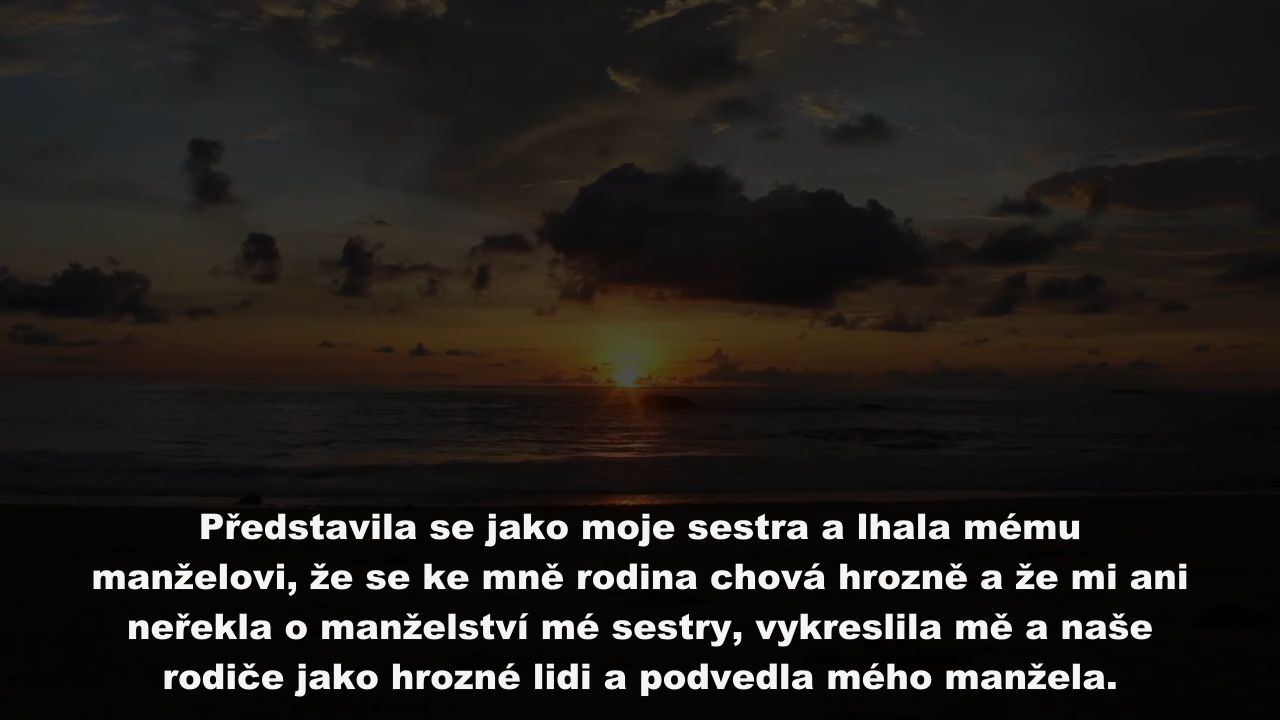 Představila se jako moje sestra a lhala mému
manželovi, že se ke mně rodina chová hrozně a že mi ani
neřekla o manželství mé sestry, vykreslila mě a naše
rodiče jako hrozné lidi a podvedla mého manžela.